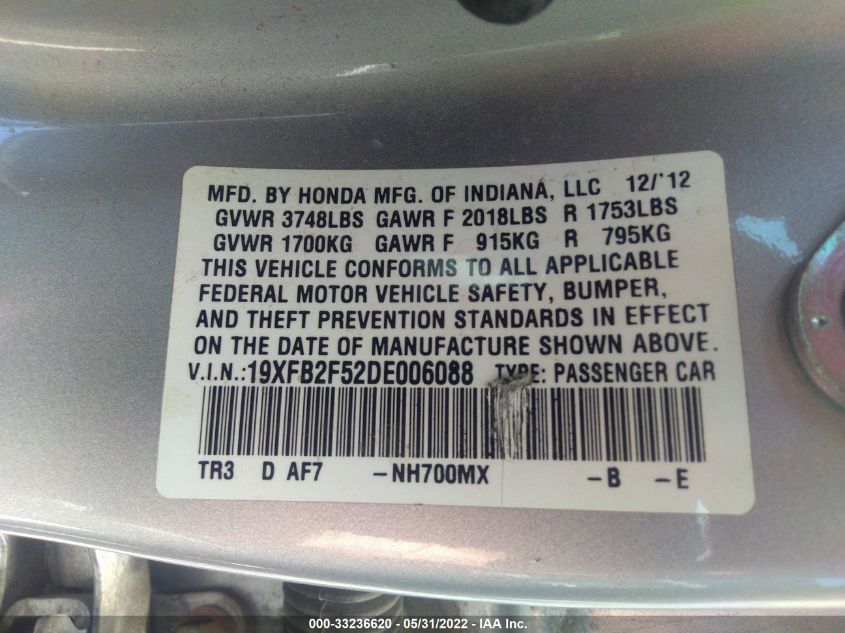 MFD. BY HONDA MFG. OF INDIANA, LLC 12/'12
GVWR 3748LBS GAWR F 2018LBS R 1753LBS
GVWR 1700KG GAWR F 915KG R 795KG
THIS VEHICLE CONFORMS TO ALL APPLICABLE
FEDERAL MOTOR VEHICLE SAFETY, BUMPER,
AND THEFT PREVENTION STANDARDS IN EFFECT
ON THE DATE OF MANUFACTURE SHOWN ABOVE.
V.I.N.:19XFB2F52DE006088 TYPE: PASSENGER CAR
TR3 D AF7 -NH700MX -B -E
000-33236620 - 05/31/2022 - IAA Inc.